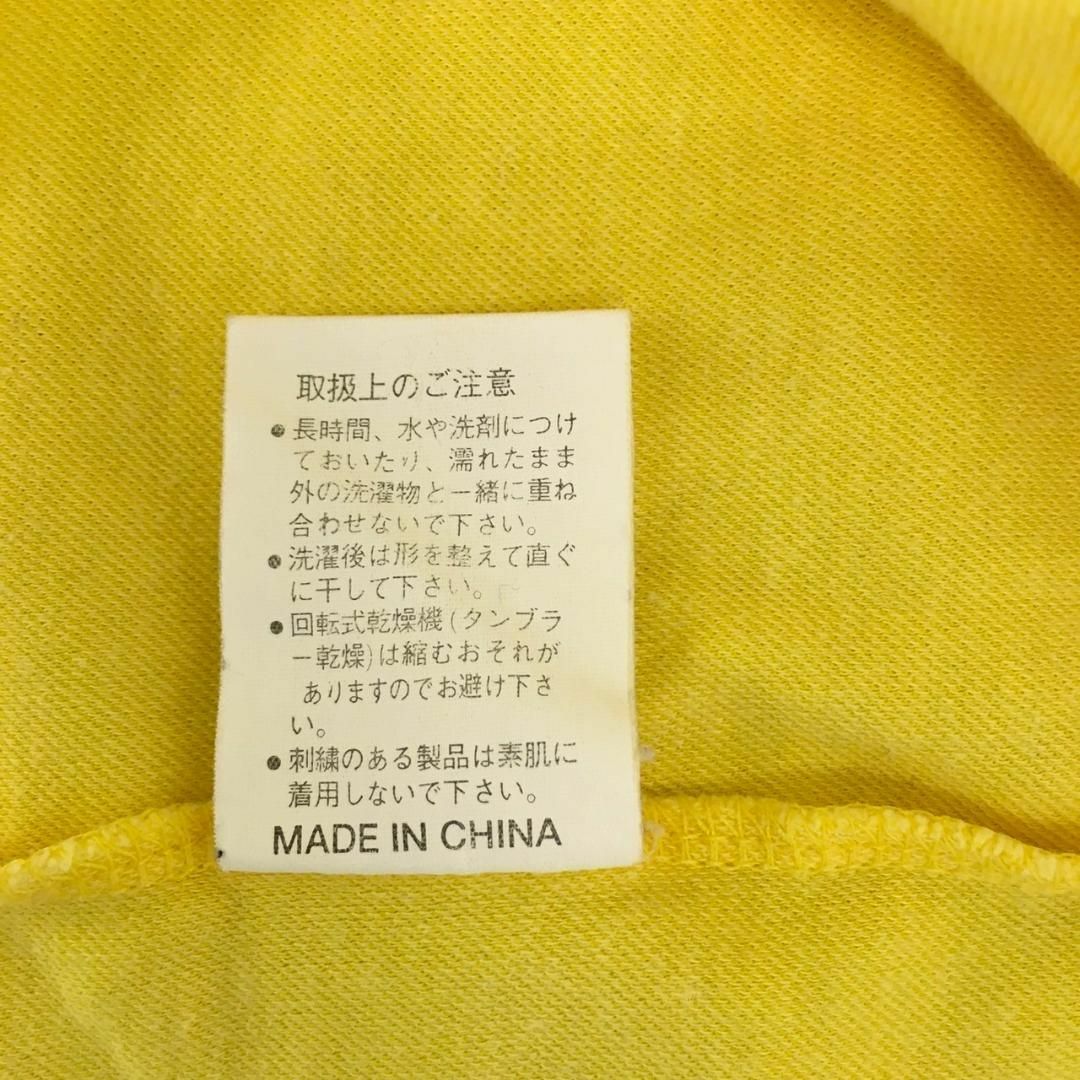 取扱上のご注意
●長時間、水や洗剤につけ
ておいたり、濡れたまま
外の洗濯物と一緒に重ね
合わせないで下さい。
●洗濯後は形を整えて直ぐ
に干して下さい。
●回転式乾燥機(タンブラ
ー乾燥)は縮むおそれが
ありますのでお避け下さ
い。
●刺繍のある製品は素肌に
着用しないで下さい。
MADE IN CHINA